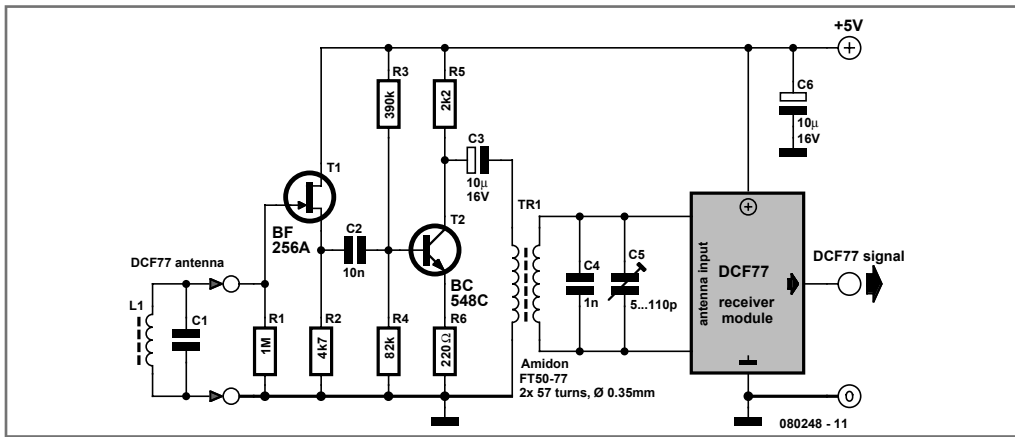 +5V
R3
390k
R5
2k2
C6
10µ
16V
C3
10µ
16V
T1
BF
256A
C2
10n
T2
BC
548C
TR1
DCF77 antenna
L1
C1
R1
1M
R2
4k7
R4
82k
R6
220Ω
C4
1n
C5
5...110p
antenna input
DCF77
receiver
module
DCF77 signal
Amidon
FT50-77
2x 57 turns, Ø 0.35mm
0
080248 - 11